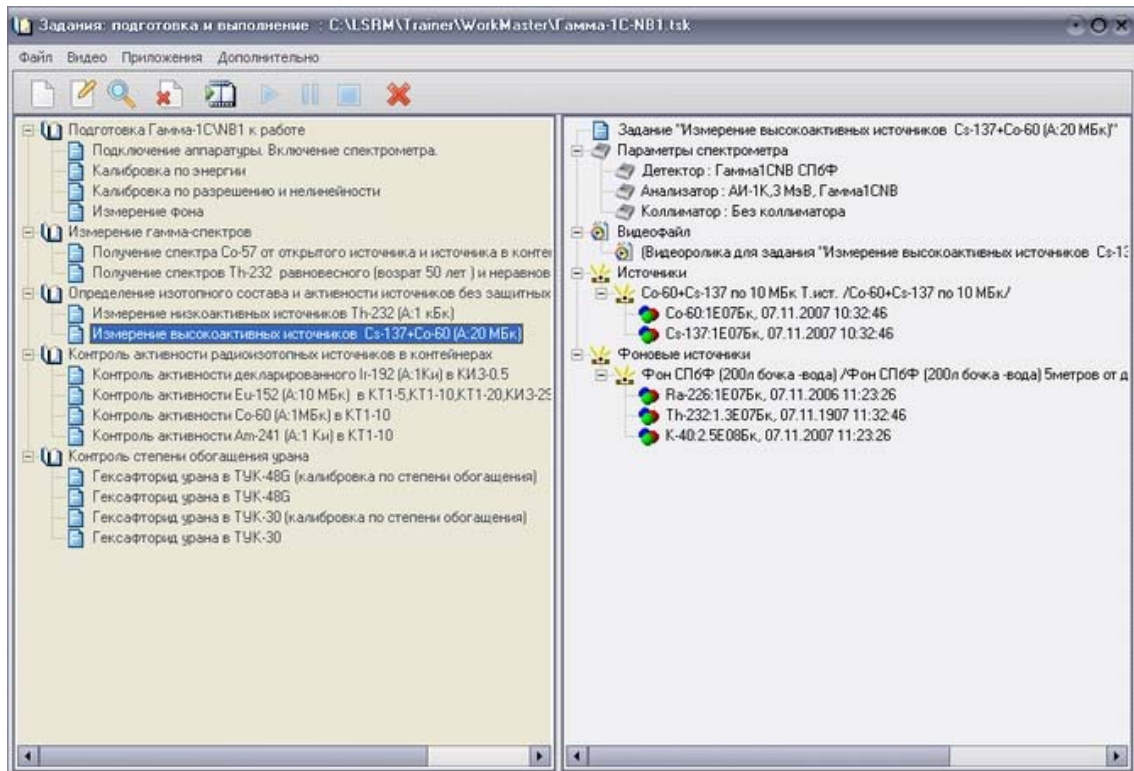 Задания: подготовка и выполнение : C:\LSRM\Trainer\WorkMaster\Гамма-1С-NB1.tsk
Файл Видео Приложения Дополнительно
Подготовка Гамма-1С\NB1 к работе
Подключение аппаратуры. Включение спектрометра.
Калибровка по энергии
Калибровка по разрешению и нелинейности
Измерение фона
Измерение гамма-спектров
Получение спектра Co-57 от открытого источника и источника в конте
Получение спектров Th-232 равновесного (возрат 50 лет ) и неравнов
Определение изотопного состава и активности источников без защитных
Измерение низкоактивных источников Th-232 (А:1 кБк)
Измерение высокоактивных источников Cs-137+Co-60 (А:20 МБк)
Контроль активности радиоизотопных источников в контейнерах
Контроль активности декларированного Ir-192 (А:1Ки) в КИЗ-0.5
Контроль активности Eu-152 (А:10 МБк) в КТ1-5,КТ1-10,КТ1-20,КИЗ-25
Контроль активности Co-60 (А:1МБк) в КТ1-10
Контроль активности Am-241 (А:1 Ки) в КТ1-10
Контроль степени обогащения урана
Гексафторид урана в ТУК-48G (калибровка по степени обогащения)
Гексафторид урана в ТУК-48G
Гексафторид урана в ТУК-30 (калибровка по степени обогащения)
Гексафторид урана в ТУК-30
Задание "Измерение высокоактивных источников Cs-137+Co-60 (А:20 МБк)"
Параметры спектрометра
Детектор : Гамма1CNB СПбФ
Анализатор : АИ-1К,3 МэВ, Гамма1CNB
Коллиматор : Без коллиматора
Видеофайл
(Видеоролика для задания "Измерение высокоактивных источников Cs-13
Источники
Co-60+Cs-137 по 10 МБк Т.ист. /Co-60+Cs-137 по 10 МБк/
Co-60:1E07Бк, 07.11.2007 10:32:46
Cs-137:1E07Бк, 07.11.2007 10:32:46
Фоновые источники
Фон СПбФ (200л бочка -вода) /Фон СПбФ (200л бочка -вода) 5метров от д
Ra-226:1E07Бк, 07.11.2006 11:23:26
Th-232:1.3E07Бк, 07.11.1907 11:32:46
K-40:2.5E08Бк, 07.11.2007 11:23:26